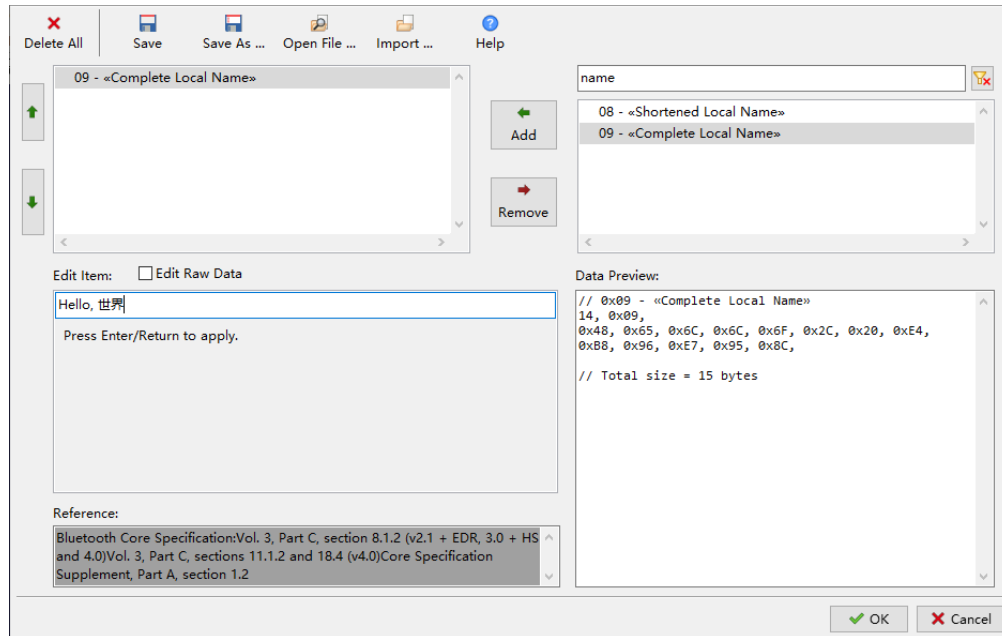 Delete All
Save
Save As ...
Open File ...
Import ...
Help
09 - «Complete Local Name»
Add
Remove
name
08 - «Shortened Local Name»
09 - «Complete Local Name»
Edit Item:
Edit Raw Data
Hello, 世界
Press Enter/Return to apply.
Reference:
Bluetooth Core Specification:Vol. 3, Part C, section 8.1.2 (v2.1 + EDR, 3.0 + HS
and 4.0)Vol. 3, Part C, sections 11.1.2 and 18.4 (v4.0)Core Specification
Supplement, Part A, section 1.2
Data Preview:
// 0x09 - «Complete Local Name»
14, 0x09,
0x48, 0x65, 0x6C, 0x6C, 0x6F, 0x2C, 0x20, 0xE4,
0xB8, 0x96, 0xE7, 0x95, 0x8C,
// Total size = 15 bytes
OK
Cancel